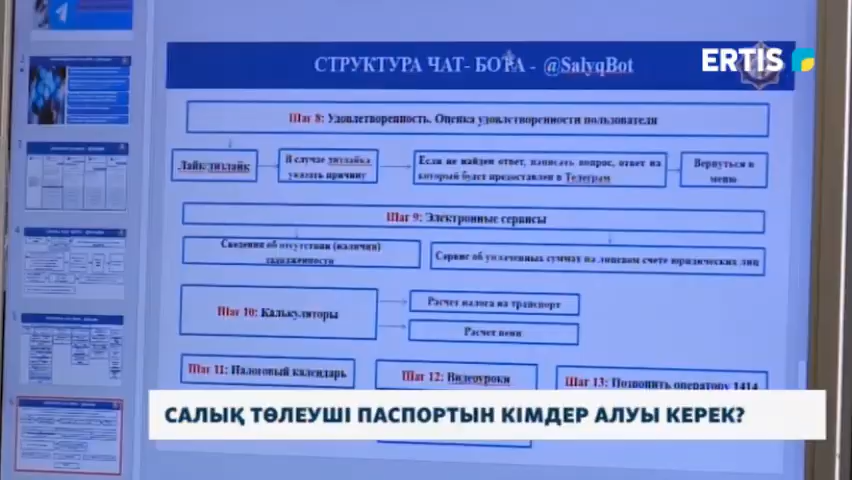 СТРУКТУРА ЧАТ- БОТА - @SalyqBot
ERTIS
Шаг 8: Удовлетворенность. Оценка удовлетворенности пользователя
Лайк/дизлайк
В случае дизлайка
указать причину
Если не найден ответ, написать вопрос, ответ на
который будет предоставлен в Телеграм
Вернуться в
меню
Шаг 9: Электронные сервисы
Сведения об отсутствии (наличии)
задолженности
Сервис об уплаченных суммах на лицевом счете юридических лиц
Шаг 10: Калькуляторы
Расчет налога на транспорт
Расчет пени
Шаг 11: Налоговый календарь
Шаг 12: Видеоуроки
Шаг 13: Позвонить оператору 1414
САЛЫҚ ТӨЛЕУШІ ПАСПОРТЫН КІМДЕР АЛУЫ КЕРЕК?